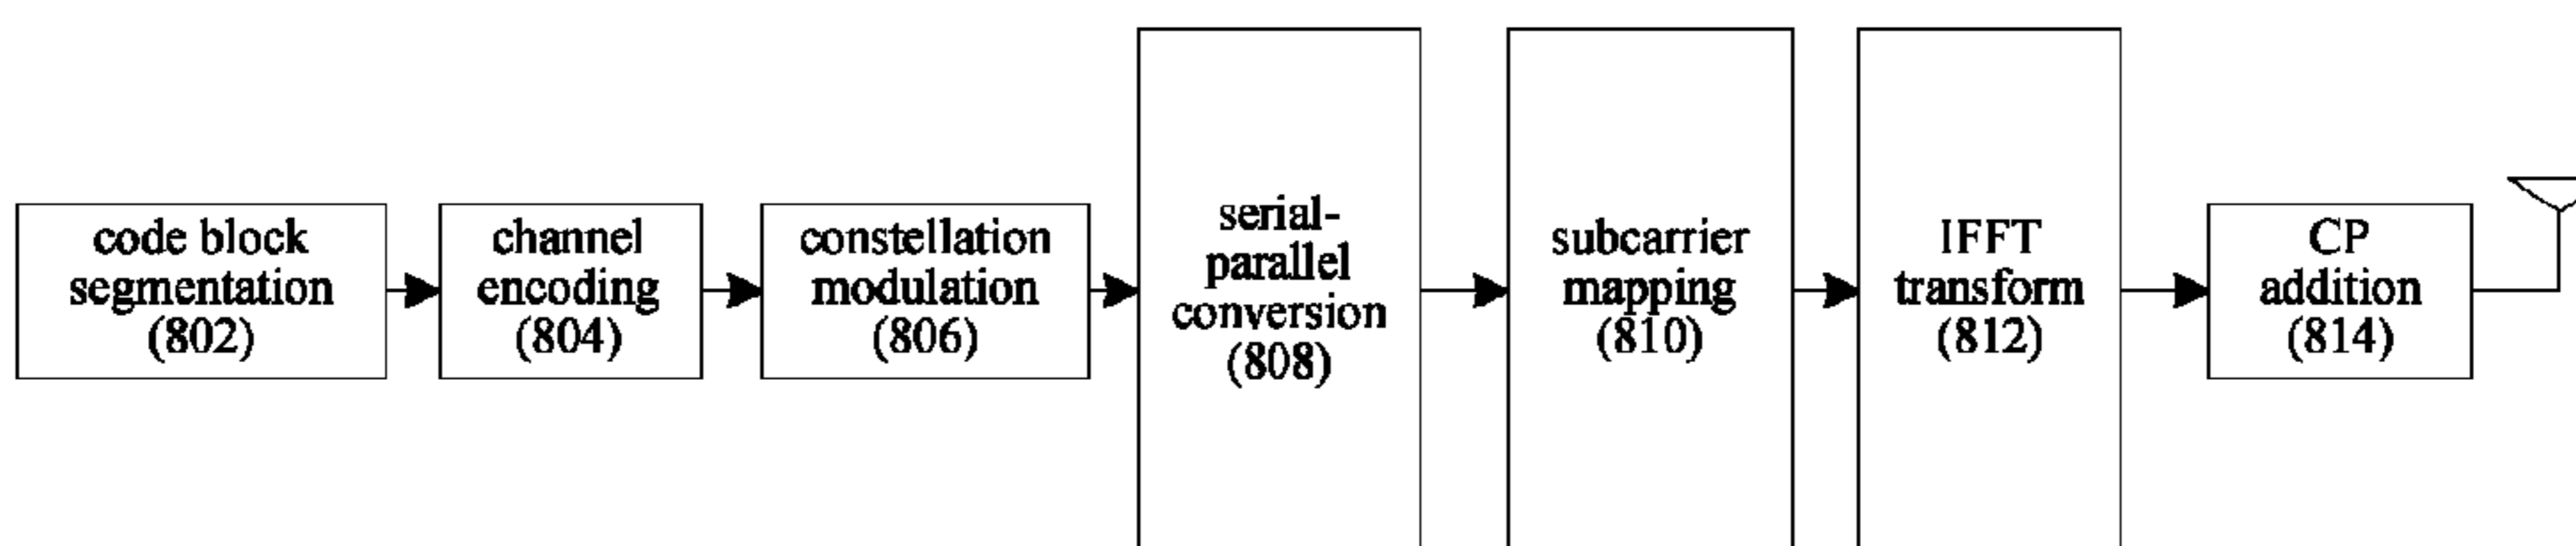 code block
segmentation
(802)
channel
encoding
(804)
constellation
modulation
(806)
serial-
parallel
conversion
(808)
subcarrier
mapping
(810)
IFFT
transform
(812)
CP
addition
(814)